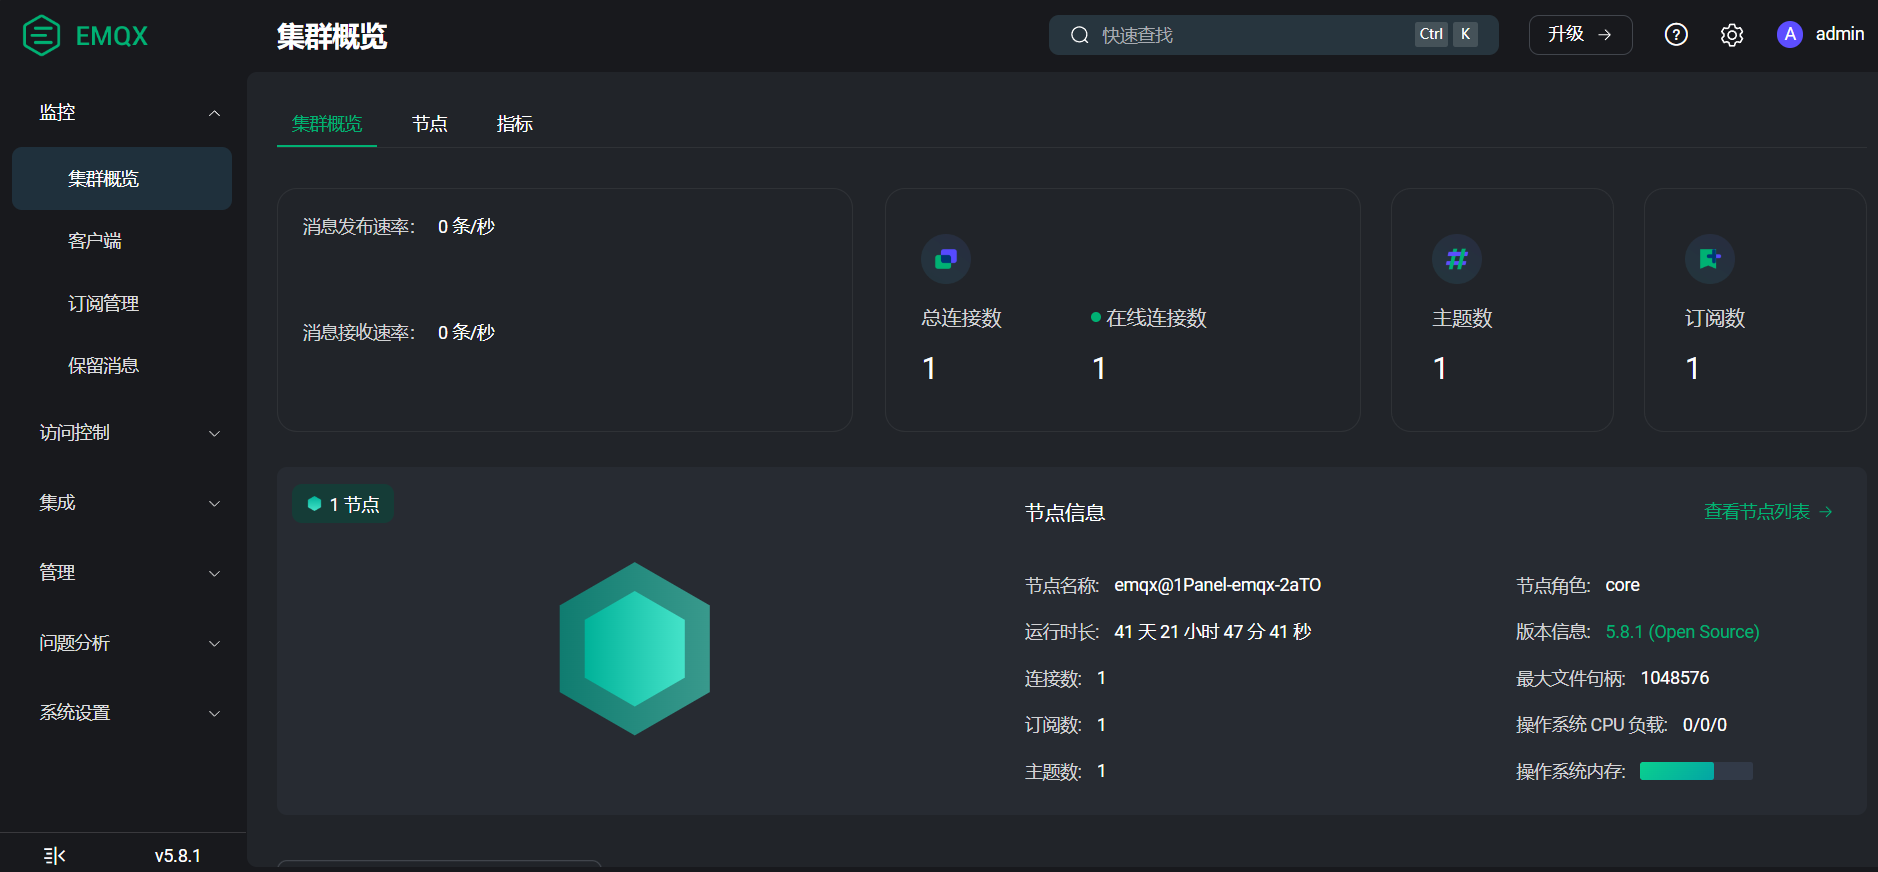 EMQX
集群概览
快速查找
Ctrl K
升级 →
A admin
监控
集群概览
客户端
订阅管理
保留消息
访问控制
集成
管理
问题分析
系统设置
v5.8.1
集群概览 节点 指标
消息发布速率: 0 条/秒
消息接收速率: 0 条/秒
总连接数
1
在线连接数
1
主题数
1
订阅数
1
1 节点
节点信息
查看节点列表 →
节点名称: emqx@1Panel-emqx-2aTO
节点角色: core
运行时长: 41 天 21 小时 47 分 41 秒
版本信息: 5.8.1 (Open Source)
连接数: 1
最大文件句柄: 1048576
订阅数: 1
操作系统 CPU 负载: 0/0/0
主题数: 1
操作系统内存: